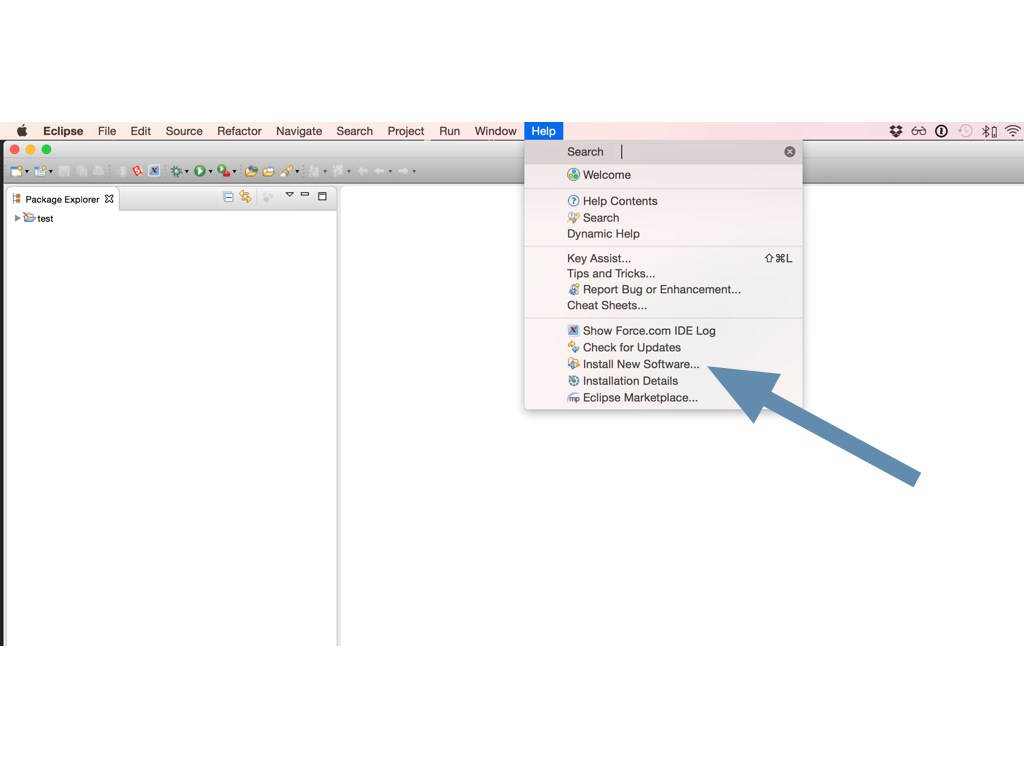 Eclipse File Edit Source Refactor Navigate Search Project Run Window Help
Search
Welcome
Package Explorer
test
Help Contents
Search
Dynamic Help
Key Assist... ⇧⌘L
Tips and Tricks...
Report Bug or Enhancement...
Cheat Sheets...
Show Force.com IDE Log
Check for Updates
Install New Software...
Installation Details
mp Eclipse Marketplace...